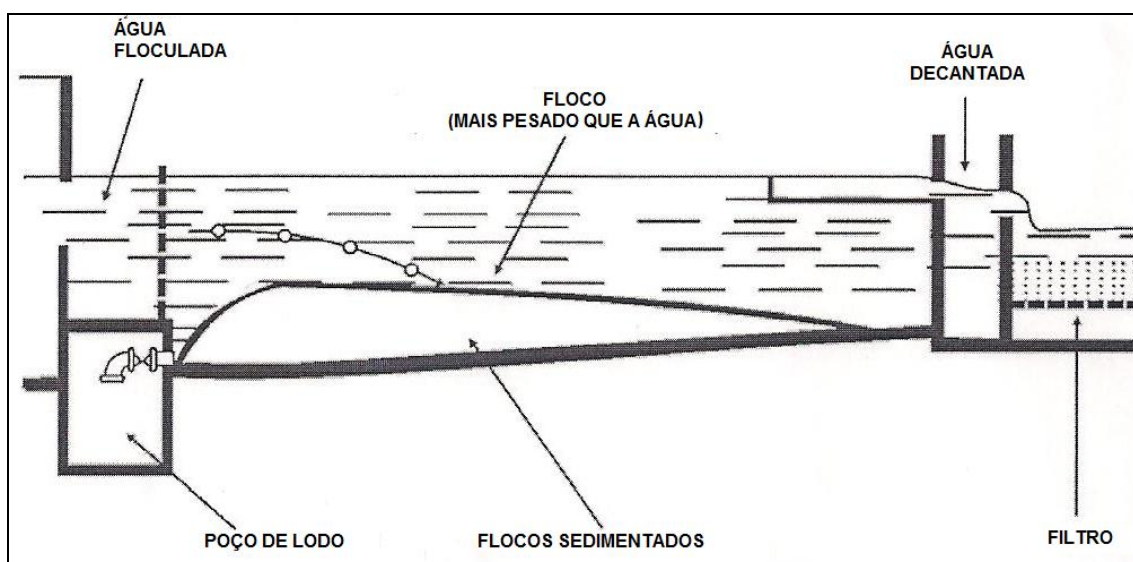 ÁGUA
FLOCULADA
FLOCO
(MAIS PESADO QUE A ÁGUA)
ÁGUA
DECANTADA
POÇO DE LODO
FLOCOS SEDIMENTADOS
FILTRO